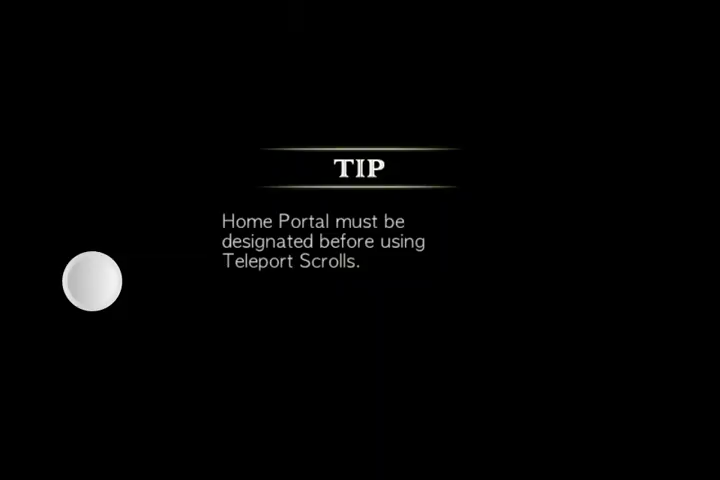 TIP
Home Portal must be
designated before using
Teleport Scrolls.